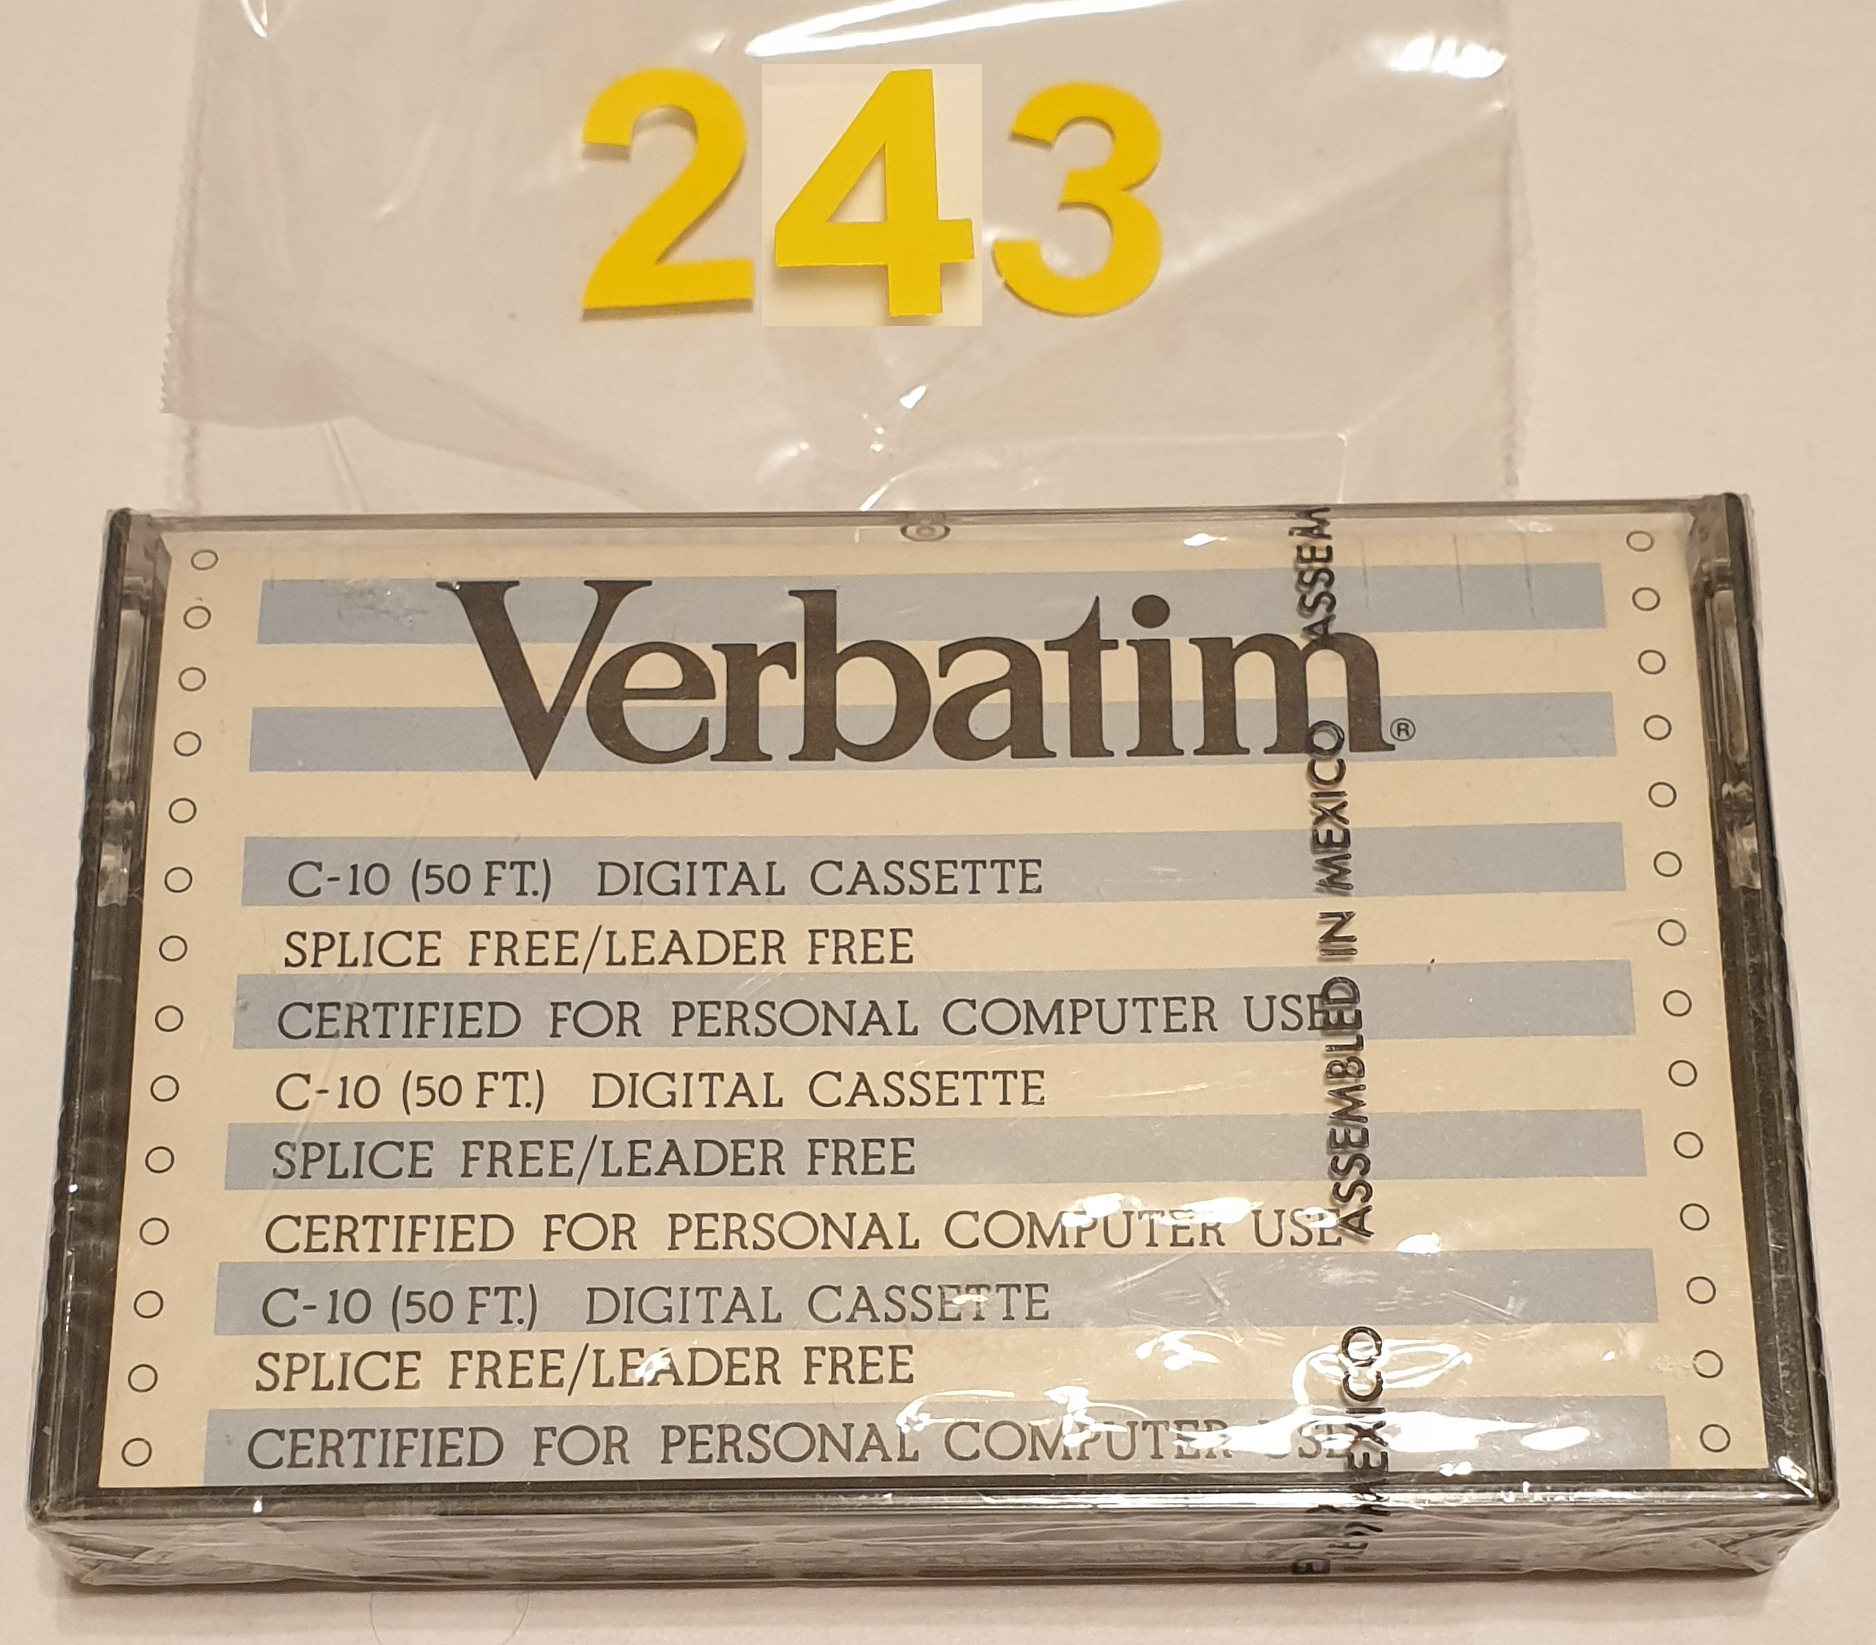 243
Verbatim®
C-10 (50 FT.) DIGITAL CASSETTE
SPLICE FREE/LEADER FREE
CERTIFIED FOR PERSONAL COMPUTER USE
C-10 (50 FT.) DIGITAL CASSETTE
SPLICE FREE/LEADER FREE
CERTIFIED FOR PERSONAL COMPUTER USE
C-10 (50 FT.) DIGITAL CASSETTE
SPLICE FREE/LEADER FREE
CERTIFIED FOR PERSONAL COMPUTER USE
MEXICO ASSEMBLED IN MEXICO ASSEM